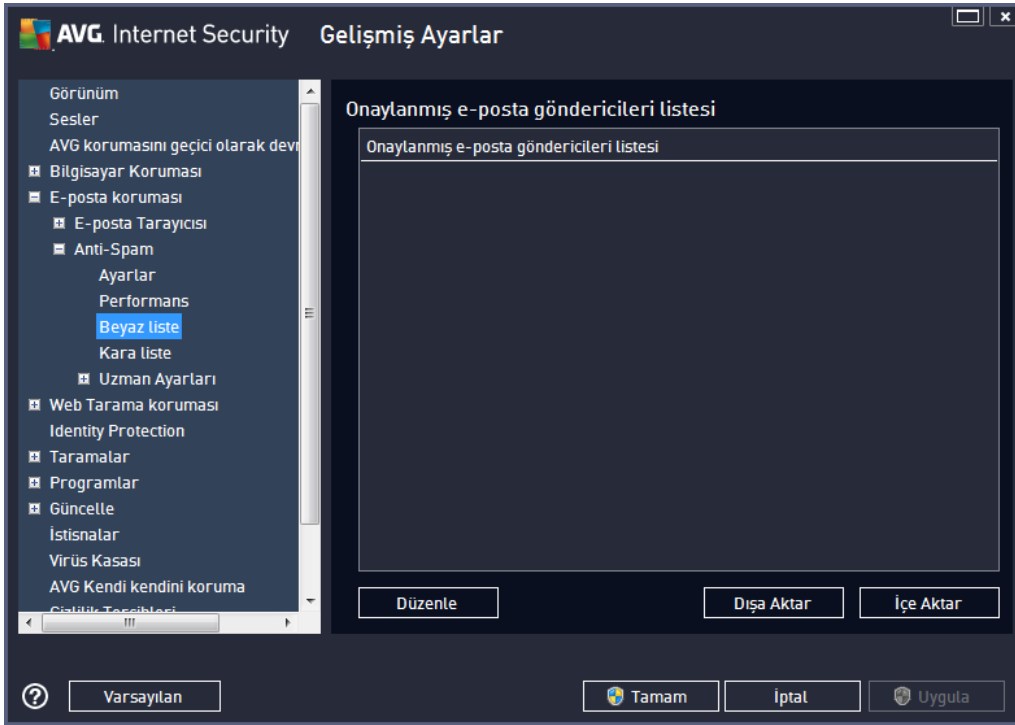 AVG. Internet Security Gelişmiş Ayarlar
Görünüm
Sesler
AVG korumasını geçici olarak devr
Bilgisayar Koruması
E-posta koruması
E-posta Tarayıcısı
Anti-Spam
Ayarlar
Performans
Beyaz liste
Kara liste
Uzman Ayarları
Web Tarama koruması
Identity Protection
Taramalar
Programlar
Güncelle
İstisnalar
Virüs Kasası
AVG Kendi kendini koruma
Gizlilik Tercihleri
Onaylanmış e-posta göndericileri listesi
Onaylanmış e-posta göndericileri listesi
Düzenle
Dışa Aktar
İçe Aktar
Varsayılan
Tamam
İptal
Uygula